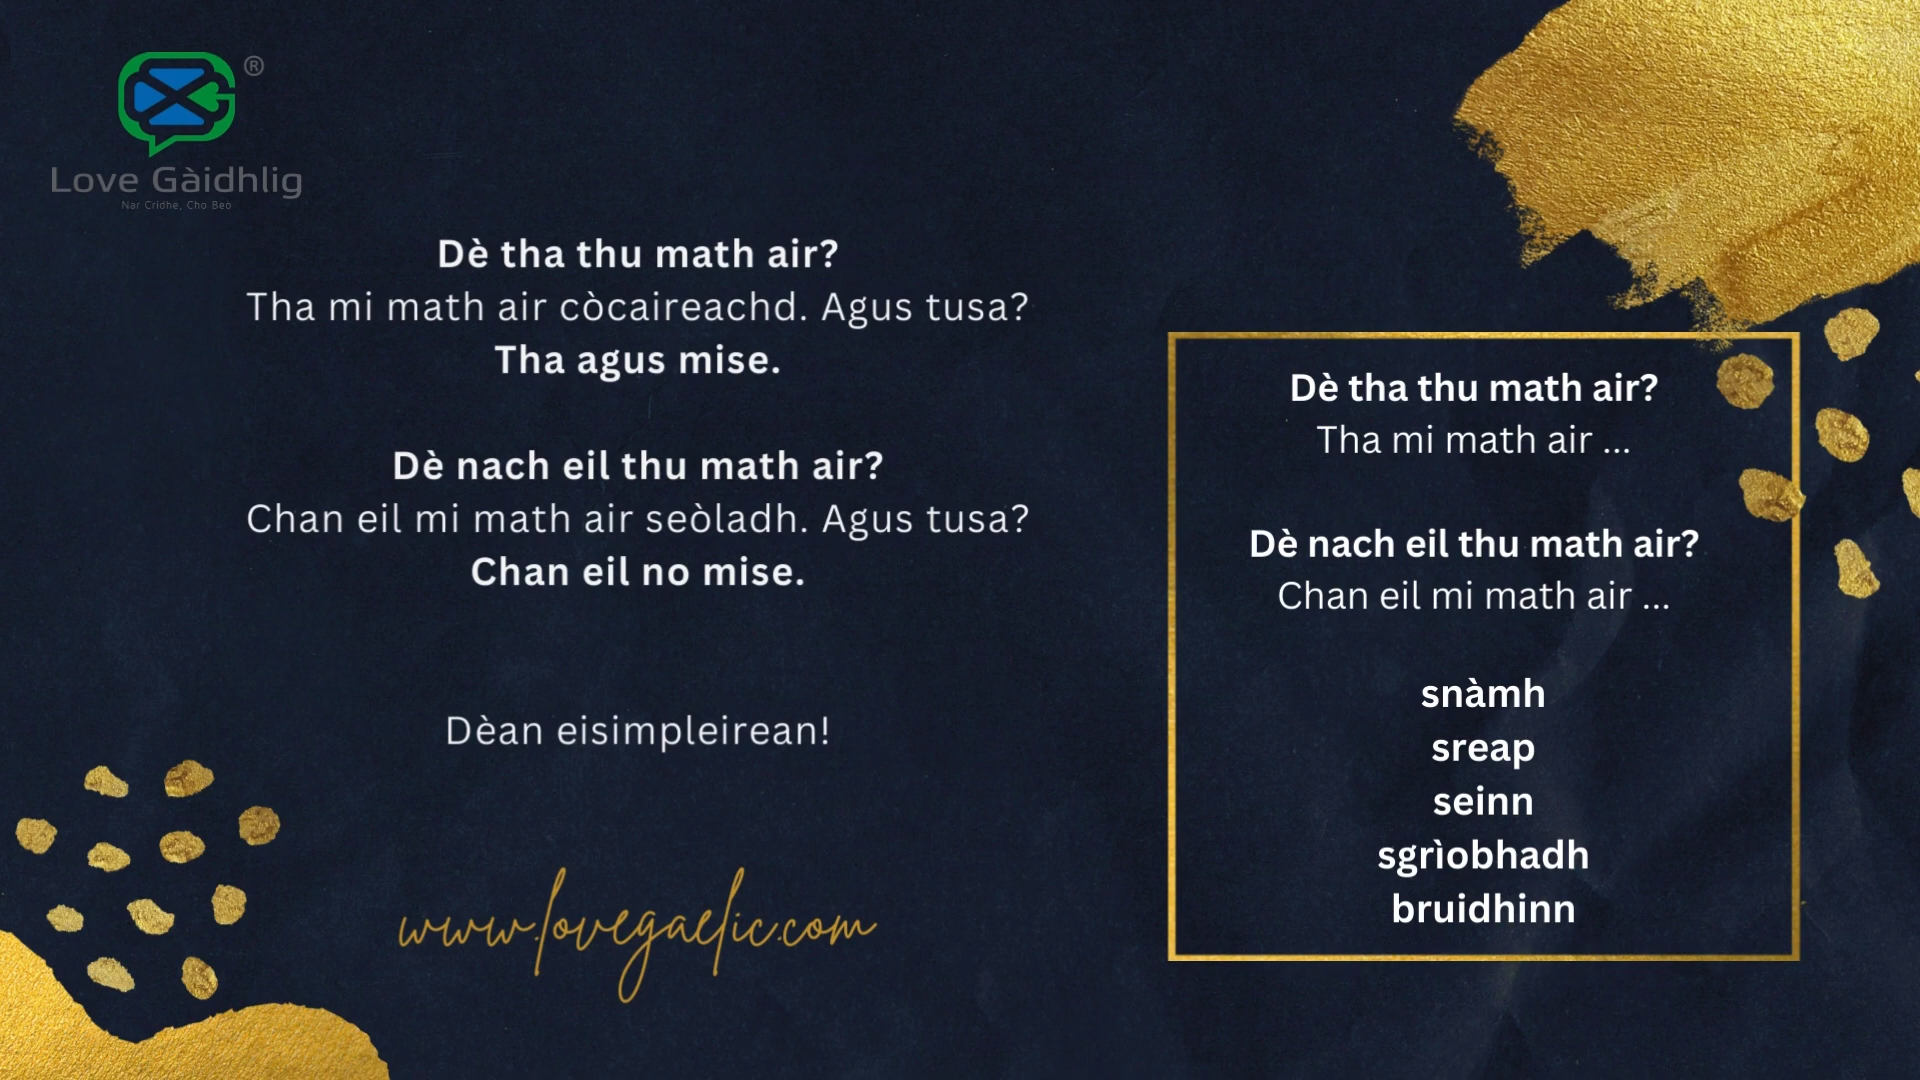 ®
Love Gàidhlig
Nar Cridhe, Cho Beò
Dè tha thu math air?
Tha mi math air còcaireachd. Agus tusa?
Tha agus mise.
Dè nach eil thu math air?
Chan eil mi math air seòladh. Agus tusa?
Chan eil no mise.
Dèan eisimpleirean!
www.lovegaelic.com
Dè tha thu math air?
Tha mi math air ...
Dè nach eil thu math air?
Chan eil mi math air ...
snàmh
sreap
seinn
sgrìobhadh
bruidhinn